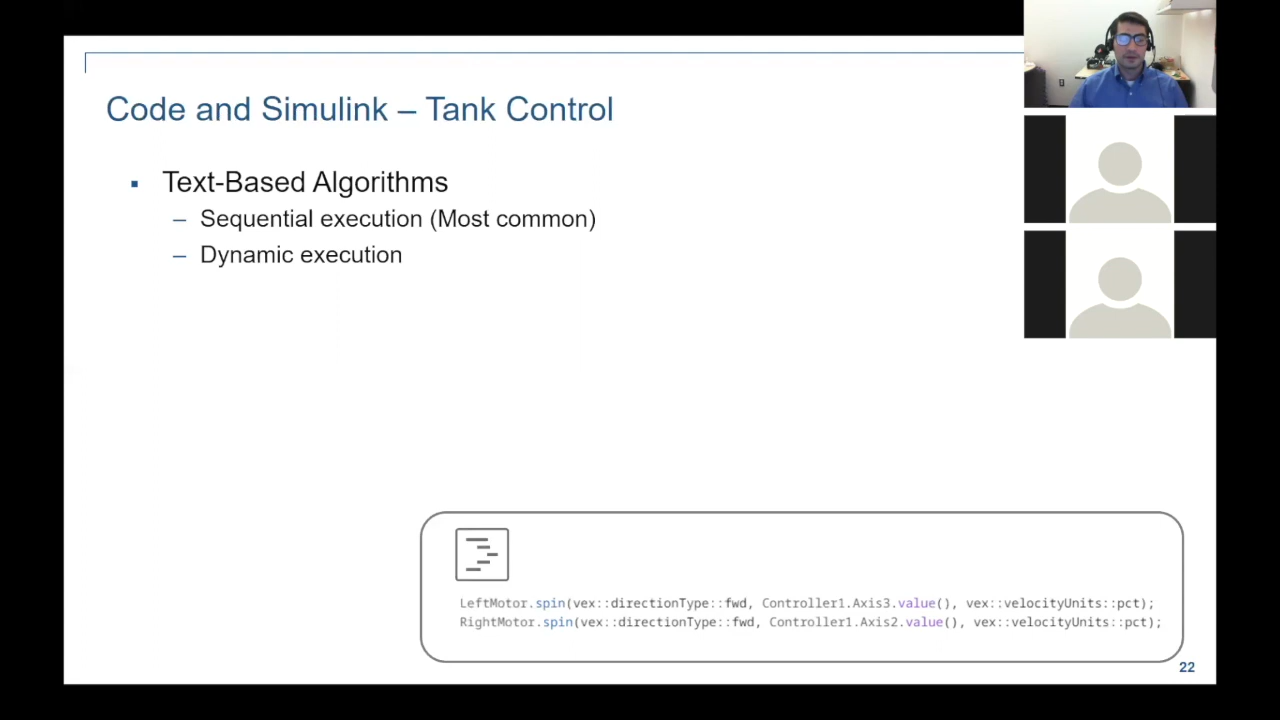 Code and Simulink – Tank Control
▪ Text-Based Algorithms
– Sequential execution (Most common)
– Dynamic execution
LeftMotor.spin(vex::directionType::fwd, Controller1.Axis3.value(), vex::velocityUnits::pct);
RightMotor.spin(vex::directionType::fwd, Controller1.Axis2.value(), vex::velocityUnits::pct);
22